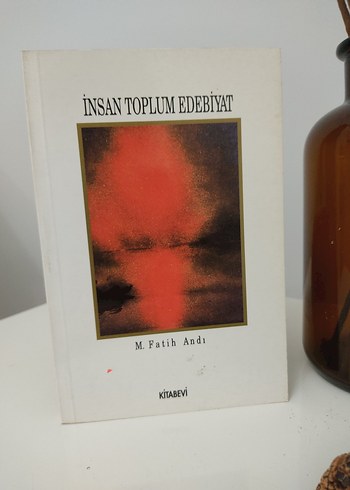 İNSAN TOPLUM EDEBİYAT
M. Fatih Andı
KİTABEVİ